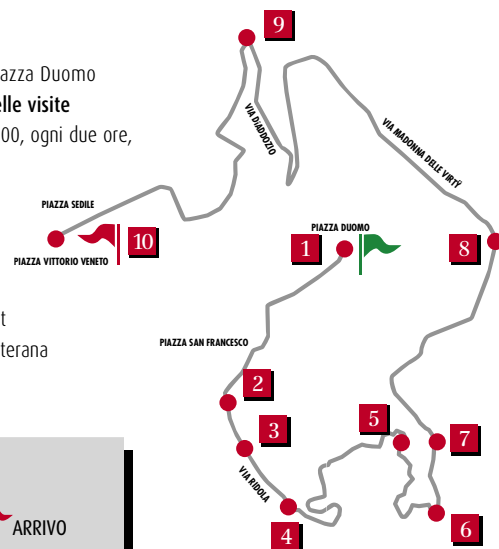 azza Duomo
elle visite
00, ogni due ore,
t
terana
ARRIVO
9
VIA D'ADDOZIO
VIA MADONNA DELLE VIRTÝ
PIAZZA SEDILE
10
PIAZZA VITTORIO VENETO
PIAZZA DUOMO
1
8
PIAZZA SAN FRANCESCO
2
3
VIA RIDOLA
4
5
7
6